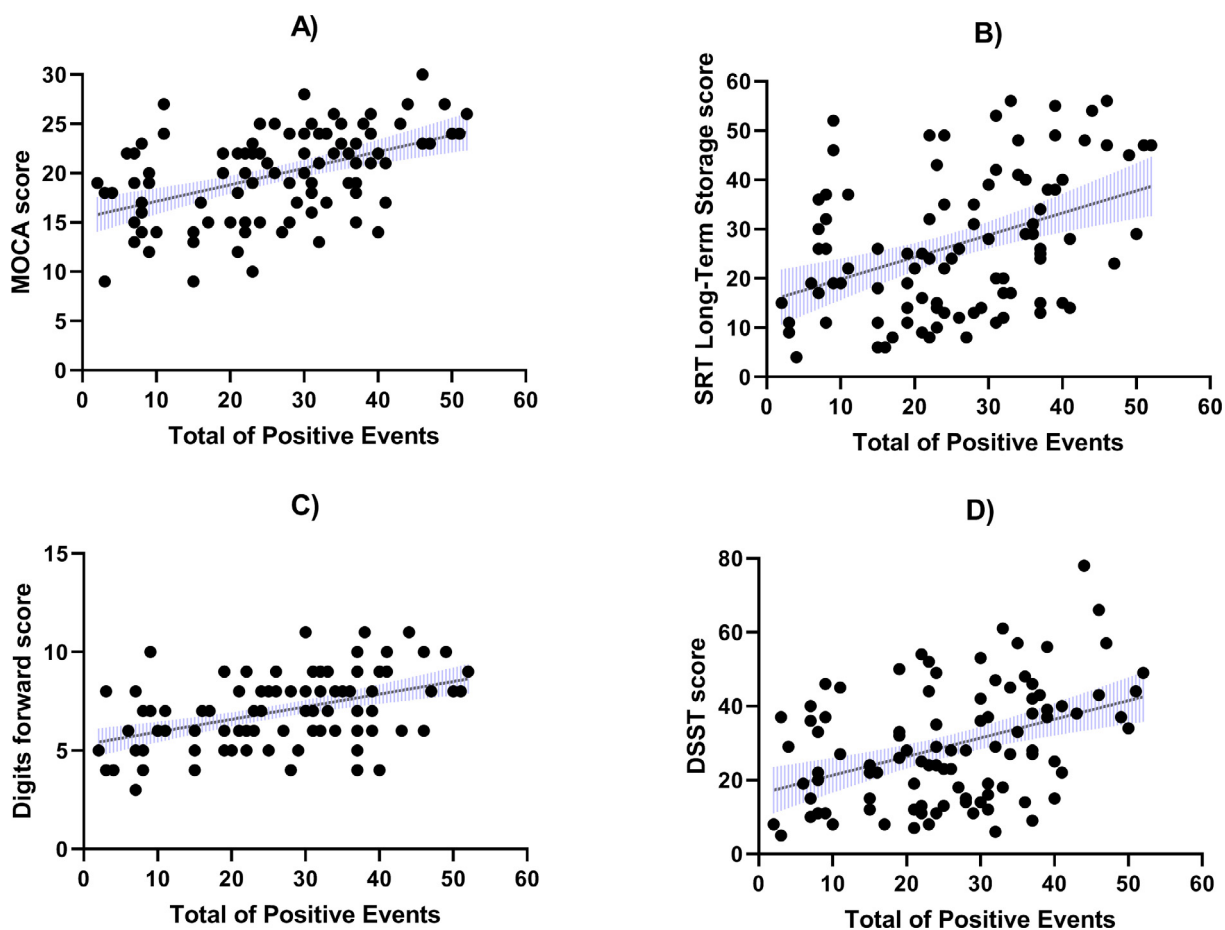 A)
MOCA score
30
25
20
15
10
5
0
0 10 20 30 40 50 60
Total of Positive Events
B)
SRT Long-Term Storage score
60
50
40
30
20
10
0
0 10 20 30 40 50 60
Total of Positive Events
C)
Digits forward score
15
10
5
0
0 10 20 30 40 50 60
Total of Positive Events
D)
DSST score
80
60
40
20
0
0 10 20 30 40 50 60
Total of Positive Events